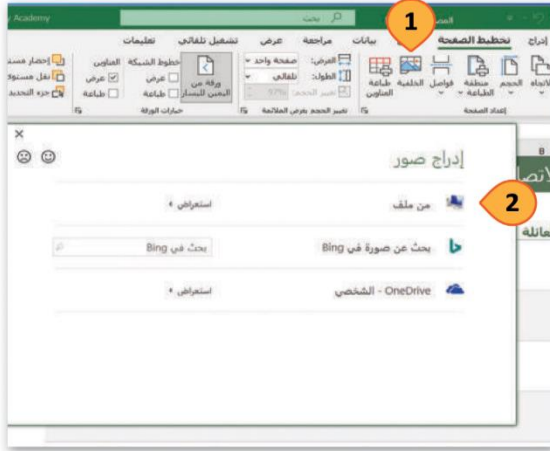 y Academy
بحث
المص
1
إدراج تخطيط الصفحة بيانات مراجعة عرض تشغيل تلقائي تعليمات
الحجم منطقة الطباعة فواصل الخلفية طباعة العناوين
العرض: صفحة واحد
الطول: تلقائي
تغيير الحجم: 57%
ورقة من اليمين لليسار
خطوط الشبكة العناوين
عرض عرض
طباعة طباعة
إحضار
نقل
جزء التحديد
إعداد الصفحة تغيير الحجم بغرض الملاءمة خيارات الورقة
إدراج صور
2
من ملف استعراض
بحث عن صورة في Bing بحث في Bing
OneDrive - الشخصي استعراض
B